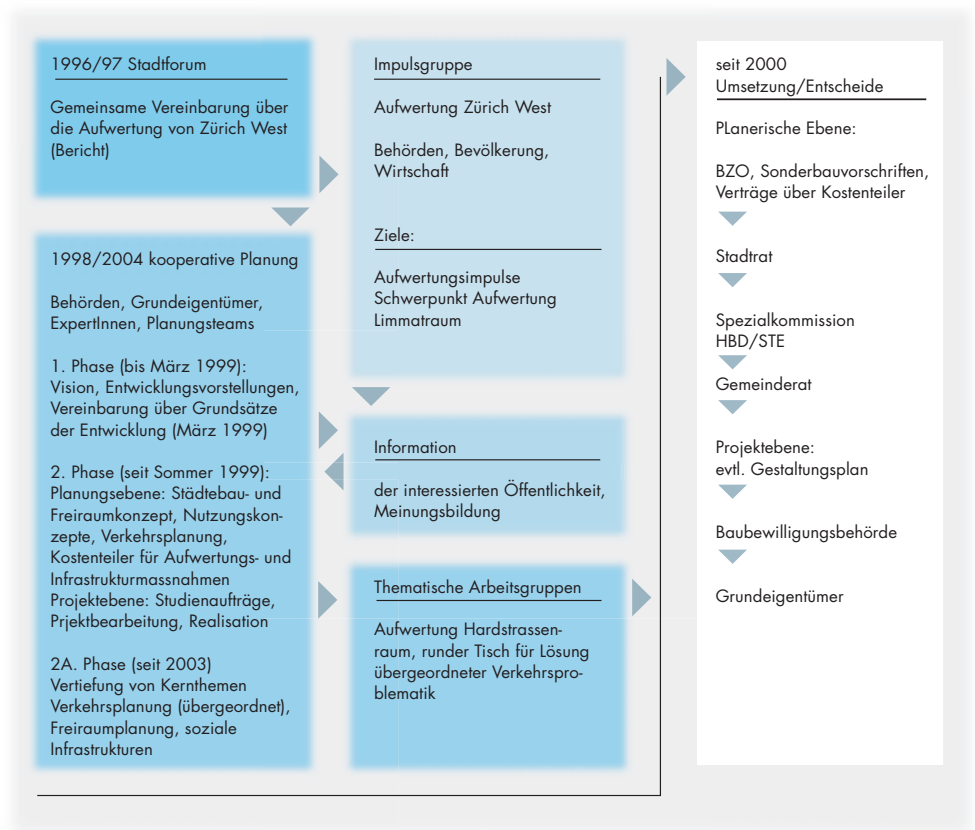 1996/97 Stadtforum
Gemeinsame Vereinbarung über
die Aufwertung von Zürich West
(Bericht)
1998/2004 kooperative Planung
Behörden, Grundeigentümer,
ExpertInnen, Planungsteams
1. Phase (bis März 1999):
Vision, Entwicklungsvorstellungen,
Vereinbarung über Grundsätze
der Entwicklung (März 1999)
2. Phase (seit Sommer 1999):
Planungsebene: Städtebau- und
Freiraumkonzept, Nutzungskon-
zepte, Verkehrsplanung,
Kostenteiler für Aufwertungs- und
Infrastrukturmassnahmen
Projektebene: Studienaufträge,
Prjektbearbeitung, Realisation
2A. Phase (seit 2003)
Vertiefung von Kernthemen
Verkehrsplanung (übergeordnet),
Freiraumplanung, soziale
Infrastrukturen
Impulsgruppe
Aufwertung Zürich West
Behörden, Bevölkerung,
Wirtschaft
Ziele:
Aufwertungsimpulse
Schwerpunkt Aufwertung
Limmatraum
Information
der interessierten Öffentlichkeit,
Meinungsbildung
Thematische Arbeitsgruppen
Aufwertung Hardstrassen-
raum, runder Tisch für Lösung
übergeordneter Verkehrspro-
blematik
seit 2000
Umsetzung/Entscheide
PLanerische Ebene:
BZO, Sonderbauvorschriften,
Verträge über Kostenteiler
Stadtrat
Spezialkommission
HBD/STE
Gemeinderat
Projektebene:
evtl. Gestaltungsplan
Baubewilligungsbehörde
Grundeigentümer